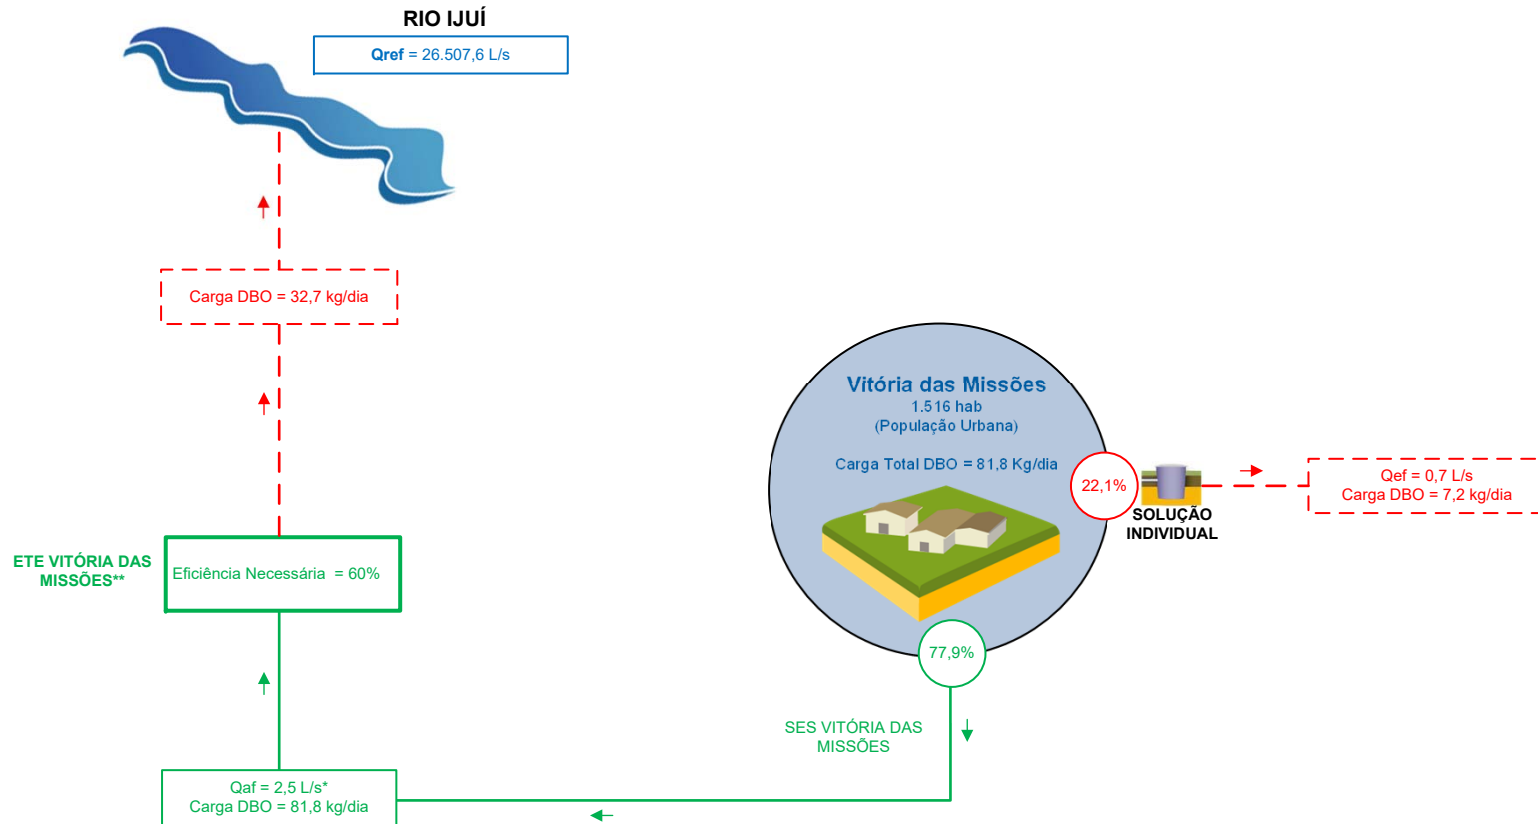 RIO IJUÍ
Qref = 26.507,6 L/s
Carga DBO = 32,7 kg/dia
Vitória das Missões
1.516 hab
(População Urbana)
Carga Total DBO = 81,8 Kg/dia
22,1%
SOLUÇÃO
INDIVIDUAL
Qef = 0,7 L/s
Carga DBO = 7,2 kg/dia
ETE VITÓRIA DAS
MISSÕES**
Eficiência Necessária = 60%
77,9%
SES VITÓRIA DAS
MISSÕES
Qaf = 2,5 L/s*
Carga DBO = 81,8 kg/dia